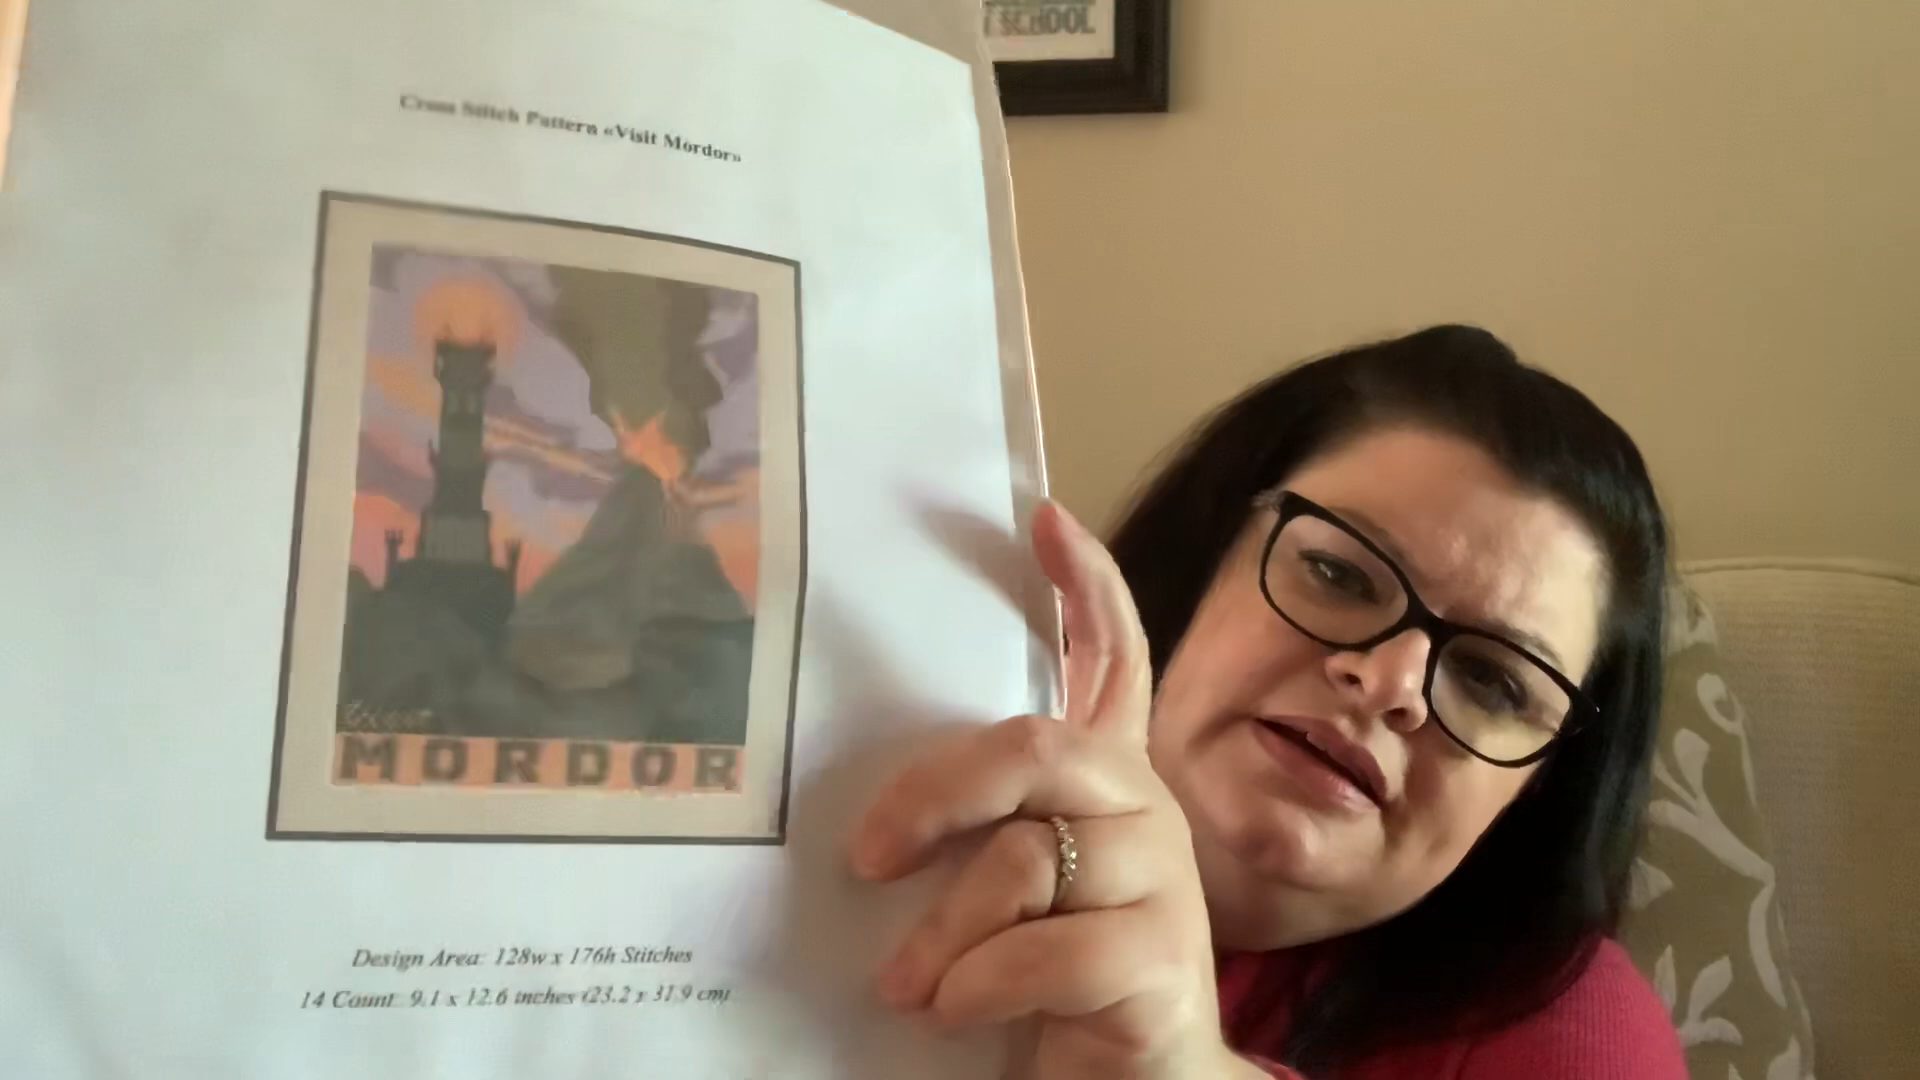 SCHOOL
Cross Stitch Pattern «Visit Mordor»
MORDOR
Design Area: 128w x 176h Stitches
14 Count: 9.1 x 12.6 inches (23.2 x 31.9 cm)